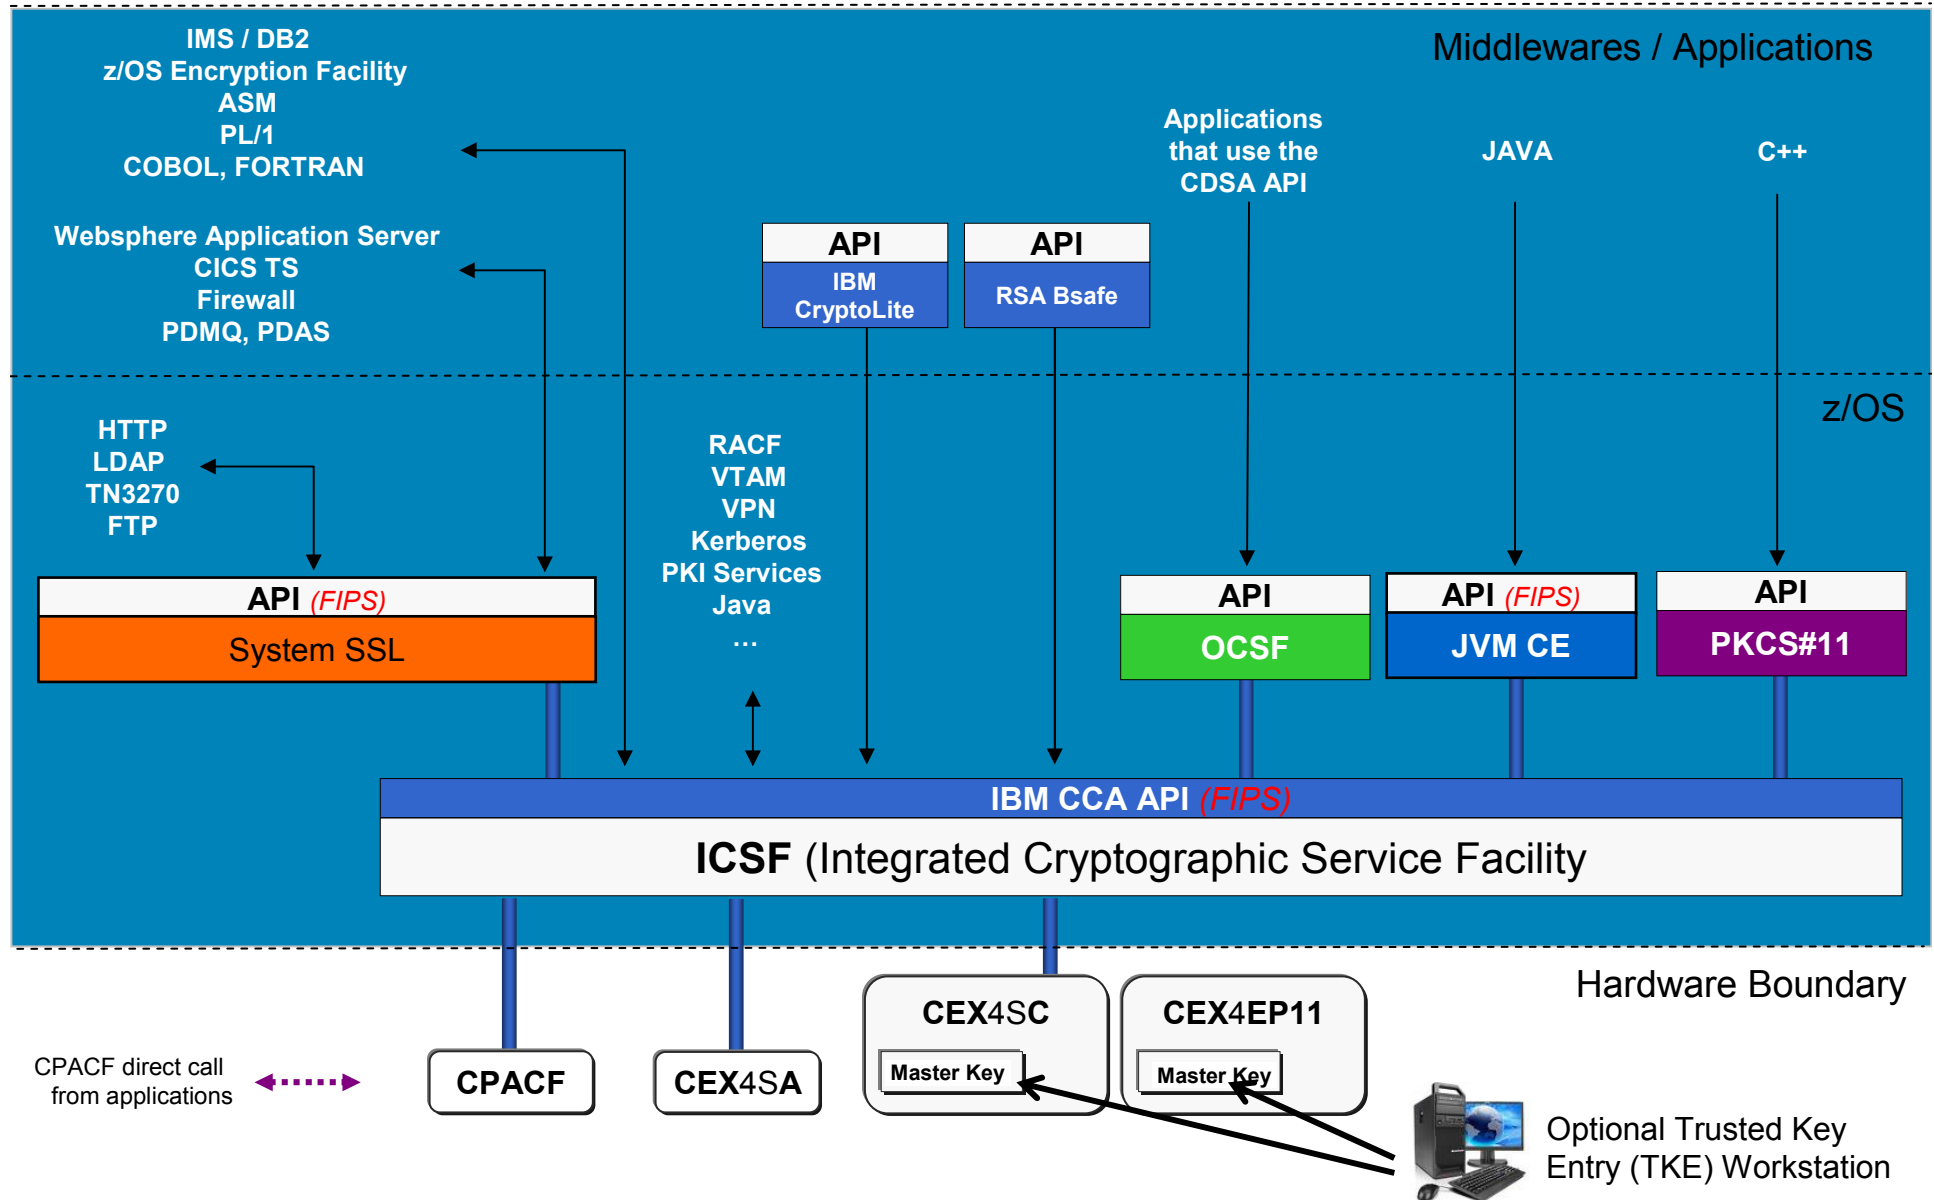 Middlewares / Applications
IMS / DB2
z/OS Encryption Facility
ASM
PL/1
COBOL, FORTRAN
Websphere Application Server
CICS TS
Firewall
PDMQ, PDAS
API
IBM
CryptoLite
API
RSA Bsafe
Applications
that use the
CDSA API
JAVA
C++
z/OS
HTTP
LDAP
TN3270
FTP
RACF
VTAM
VPN
Kerberos
PKI Services
Java
...
API (FIPS)
System SSL
API
OCSF
API (FIPS)
JVM CE
API
PKCS#11
IBM CCA API (FIPS)
ICSF (Integrated Cryptographic Service Facility
Hardware Boundary
CPACF direct call
from applications
CPACF
CEX4SA
CEX4SC
Master Key
CEX4EP11
Master Key
Optional Trusted Key
Entry (TKE) Workstation